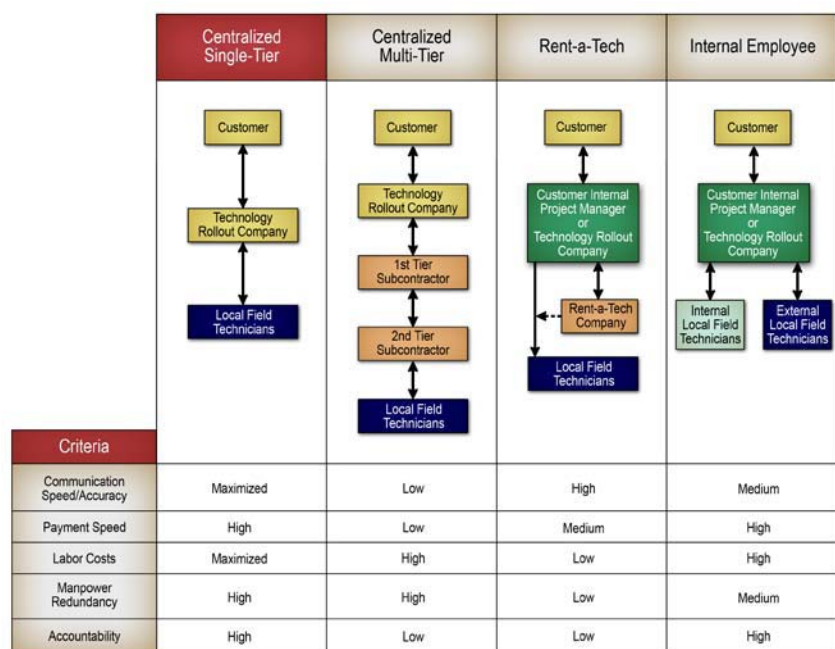 Centralized
Single-Tier
Centralized
Multi-Tier
Rent-a-Tech
Internal Employee
Customer
Technology
Rollout Company
Local Field
Technicians
Customer
Technology
Rollout Company
1st Tier
Subcontractor
2nd Tier
Subcontractor
Local Field
Technicians
Customer
Customer Internal
Project Manager
or
Technology Rollout
Company
Rent-a-Tech
Company
Local Field
Technicians
Customer
Customer Internal
Project Manager
or
Technology Rollout
Company
Internal
Local Field
Technicians
External
Local Field
Technicians
Criteria
Communication
Speed/Accuracy
Maximized
Low
High
Medium
Payment Speed
High
Low
Medium
High
Labor Costs
Maximized
High
Low
High
Manpower
Redundancy
High
High
Low
Medium
Accountability
High
Low
Low
High